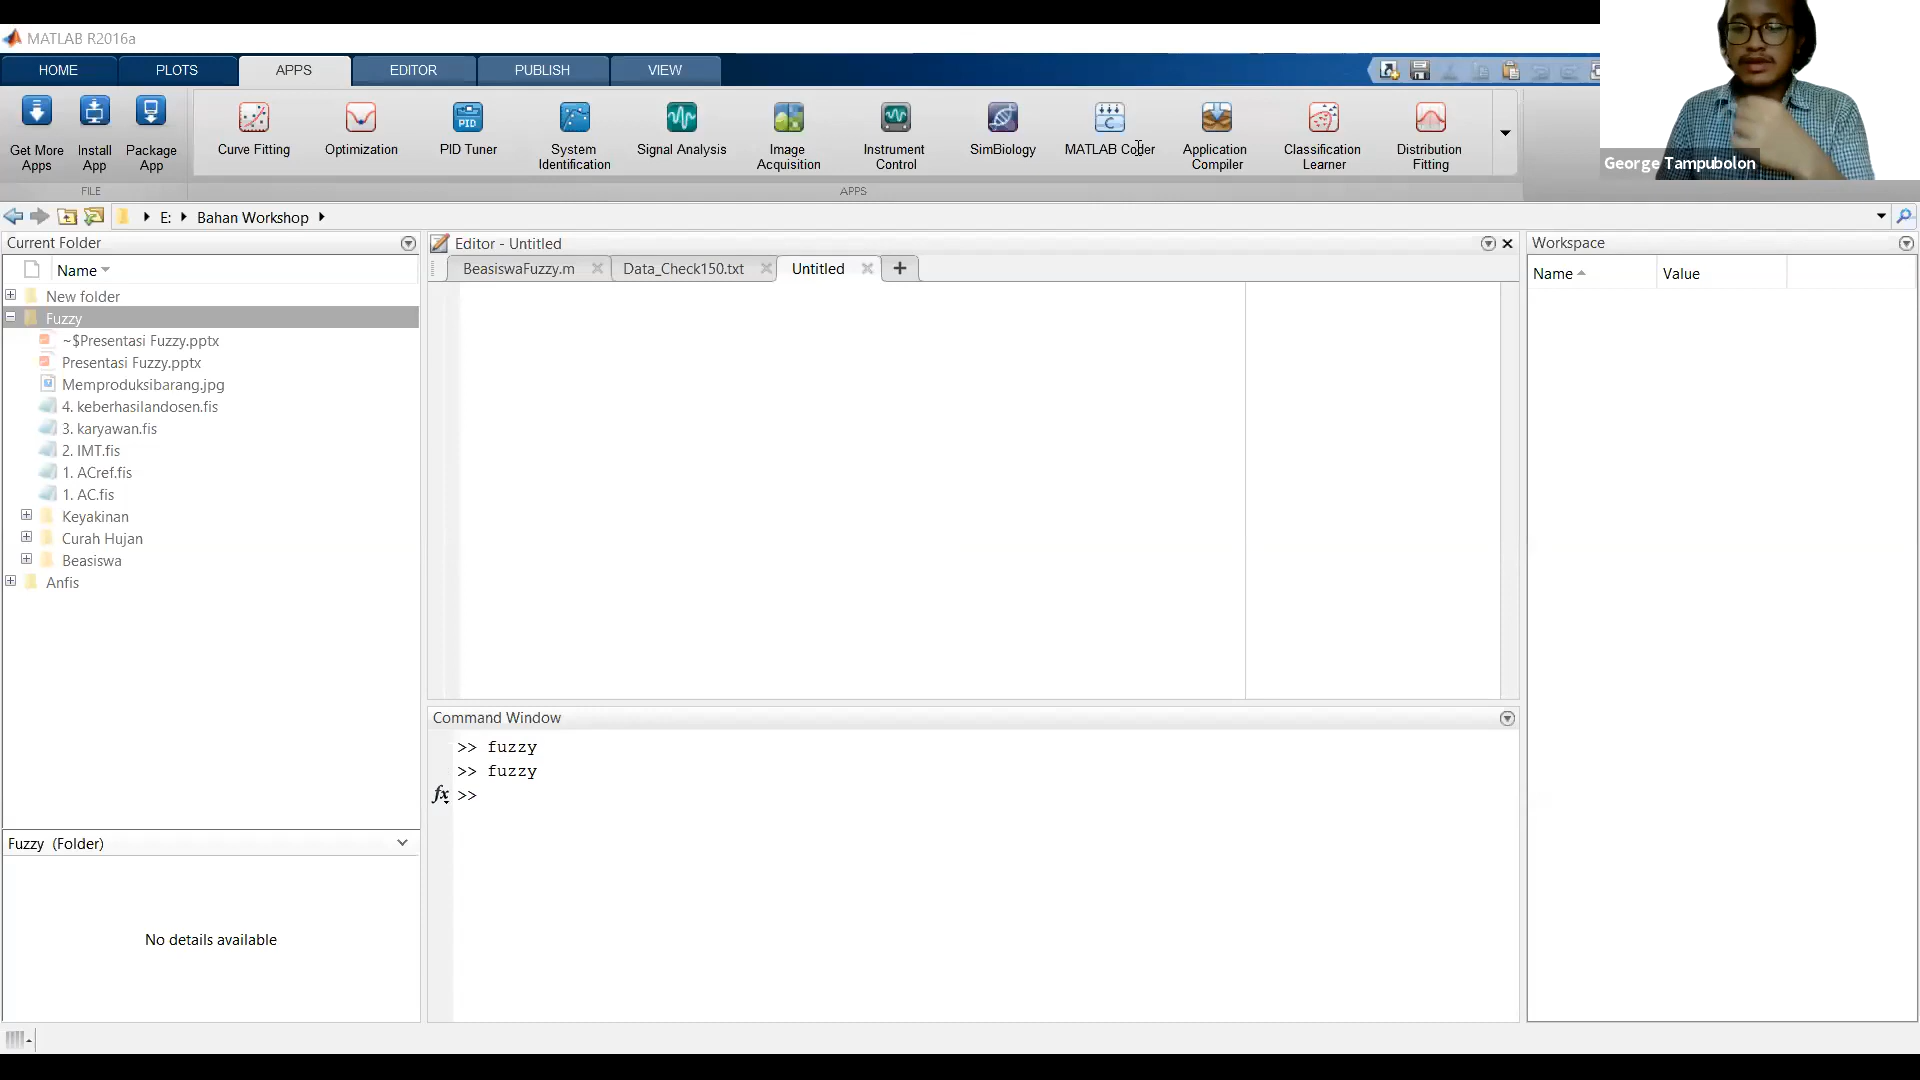 MATLAB R2016a
HOME
PLOTS
APPS
EDITOR
PUBLISH
VIEW
Get More
Apps
Install
App
Package
App
Curve Fitting
Optimization
PID
PID Tuner
System
Identification
Signal Analysis
Image
Acquisition
Instrument
Control
SimBiology
C
MATLAB Coder
Application
Compiler
Classification
Learner
Distribution
Fitting
FILE
APPS
George Tampubolon
E:
Bahan Workshop
Current Folder
Name
New folder
Fuzzy
~$Presentasi Fuzzy.pptx
Presentasi Fuzzy.pptx
Memproduksibarang.jpg
4. keberhasilandosen.fis
3. karyawan.fis
2. IMT.fis
1. ACref.fis
1. AC.fis
Keyakinan
Curah Hujan
Beasiswa
Anfis
Fuzzy (Folder)
No details available
Editor - Untitled
BeasiswaFuzzy.m
Data_Check150.txt
Untitled
Command Window
>> fuzzy
>> fuzzy
fx >>
Workspace
Name
Value